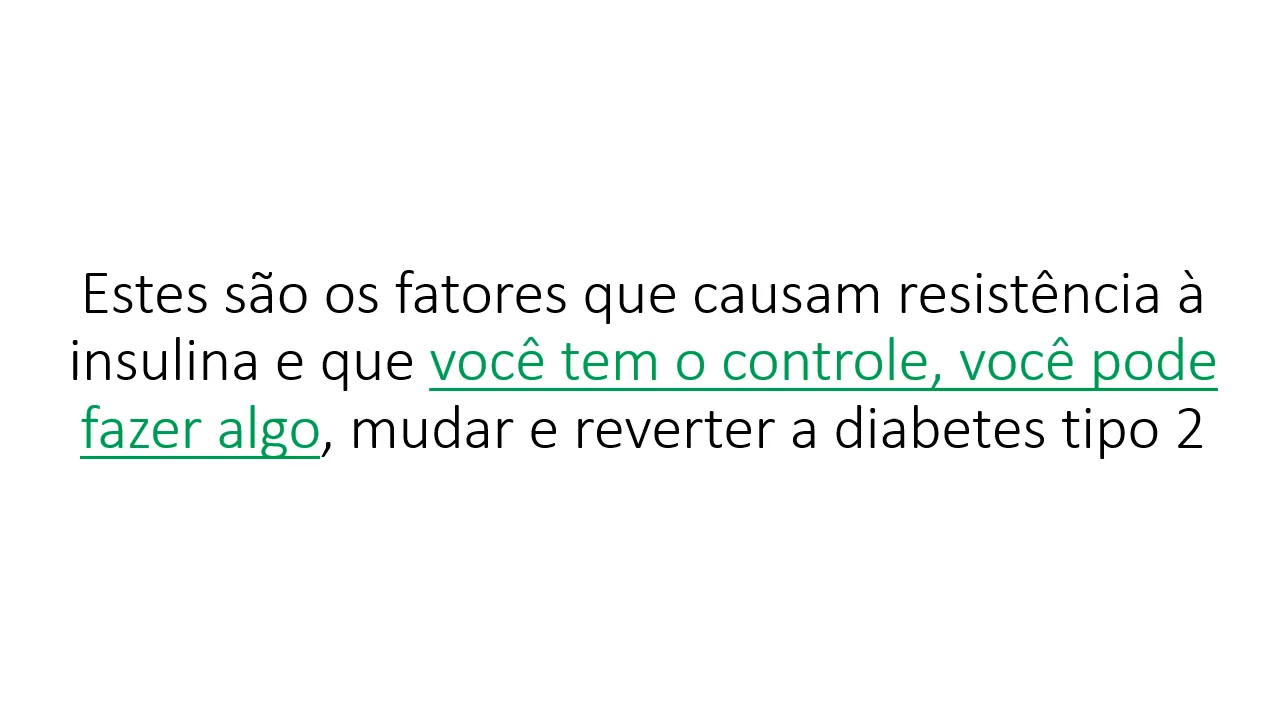 Estes são os fatores que causam resistência à
insulina e que você tem o controle, você pode
fazer algo, mudar e reverter a diabetes tipo 2